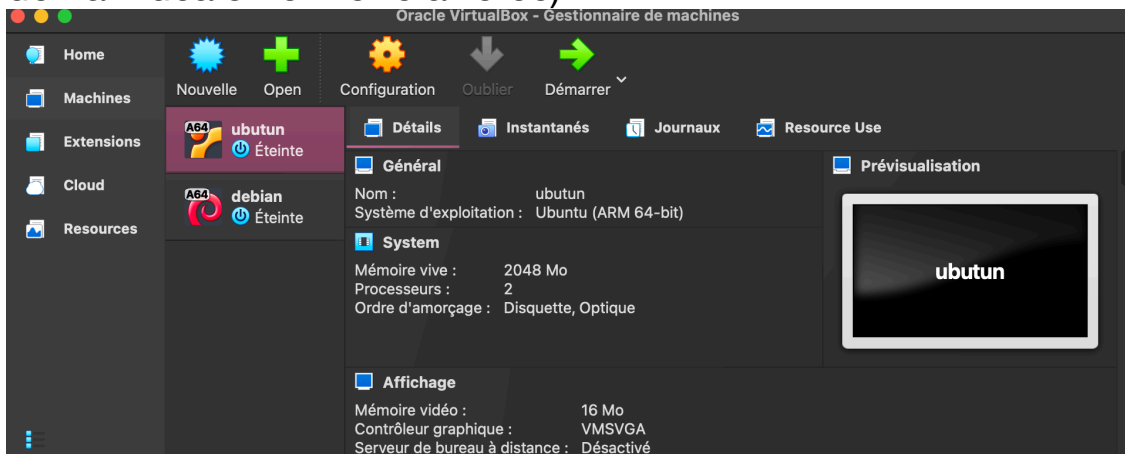 Oracle VirtualBox - Gestionnaire de machines
Home
Machines
Extensions
Cloud
Resources
Nouvelle Open Configuration Oublier Démarrer
A64 ubutun
Éteinte
A64 debian
Éteinte
Détails Instantanés Journaux Resource Use
Général
Nom : ubutun
Système d'exploitation : Ubuntu (ARM 64-bit)
System
Mémoire vive : 2048 Mo
Processeurs : 2
Ordre d'amorçage : Disquette, Optique
Affichage
Mémoire vidéo : 16 Mo
Contrôleur graphique : VMSVGA
Serveur de bureau à distance : Désactivé
Prévisualisation
ubutun